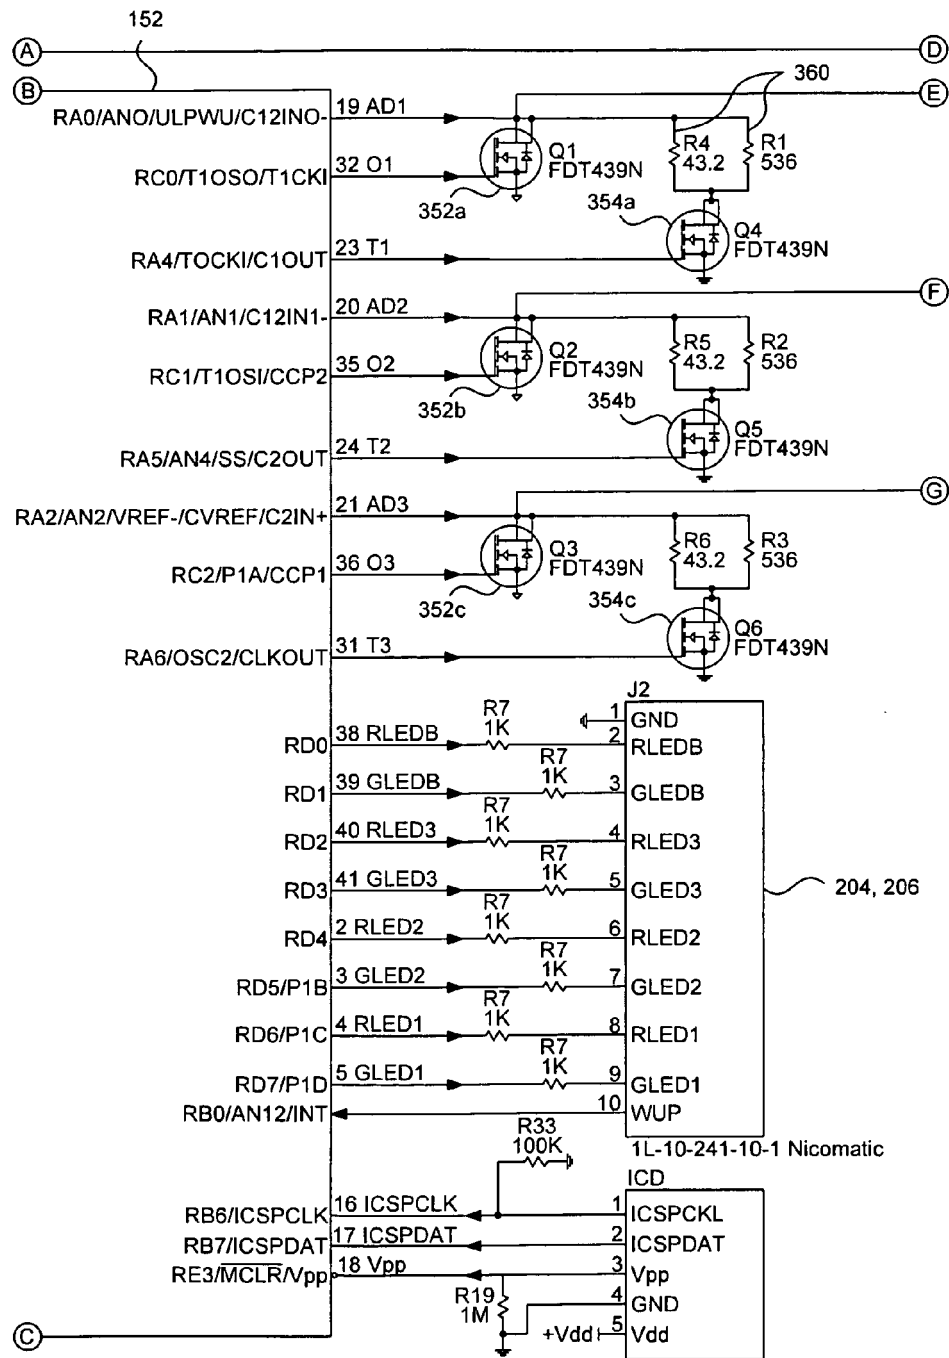 152
A D
B
RA0/ANO/ULPWU/C12INO- 19 AD1 E
360
R4 43.2 R1 536
Q1 FDT439N
RC0/T1OSO/T1CKI 32 O1
352a
354a
Q4 FDT439N
RA4/TOCKI/C1OUT 23 T1
F
RA1/AN1/C12IN1- 20 AD2
R5 43.2 R2 536
Q2 FDT439N
RC1/T1OSI/CCP2 35 O2
352b
354b
Q5 FDT439N
RA5/AN4/SS/C2OUT 24 T2
G
RA2/AN2/VREF-/CVREF/C2IN+ 21 AD3
R6 43.2 R3 536
Q3 FDT439N
RC2/P1A/CCP1 36 O3
352c
354c
Q6 FDT439N
RA6/OSC2/CLKOUT 31 T3
J2
1 GND
RD0 38 RLEDB R7 1K 2 RLEDB
RD1 39 GLEDB R7 1K 3 GLEDB
RD2 40 RLED3 R7 1K 4 RLED3
RD3 41 GLED3 R7 1K 5 GLED3
204, 206
RD4 2 RLED2 R7 1K 6 RLED2
RD5/P1B 3 GLED2 R7 1K 7 GLED2
RD6/P1C 4 RLED1 R7 1K 8 RLED1
RD7/P1D 5 GLED1 R7 1K 9 GLED1
RB0/AN12/INT 10 WUP
1L-10-241-10-1 Nicomatic
R33
100K
ICD
RB6/ICSPCLK 16 ICSPCLK 1 ICSPCKL
RB7/ICSPDAT 17 ICSPDAT 2 ICSPDAT
RE3/MCLR/Vpp 18 Vpp 3 Vpp
R19
1M
4 GND
+Vdd 5 Vdd
C